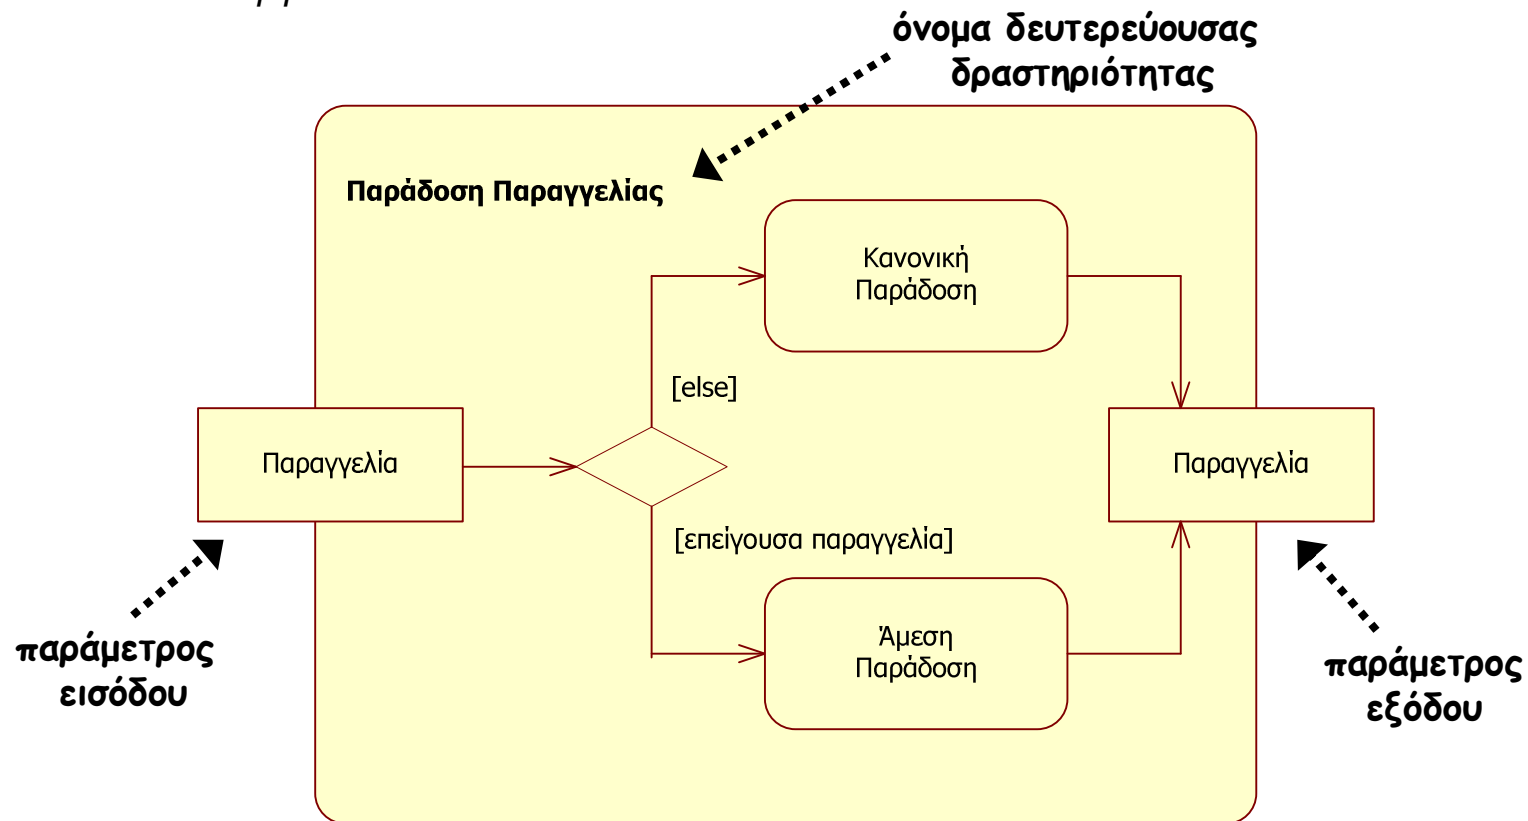 όνομα δευτερεύουσας
δραστηριότητας
Παράδοση Παραγγελίας
Κανονική
Παράδοση
[else]
Παραγγελία
Παραγγελία
[επείγουσα παραγγελία]
Άμεση
Παράδοση
παράμετρος
εισόδου
παράμετρος
εξόδου